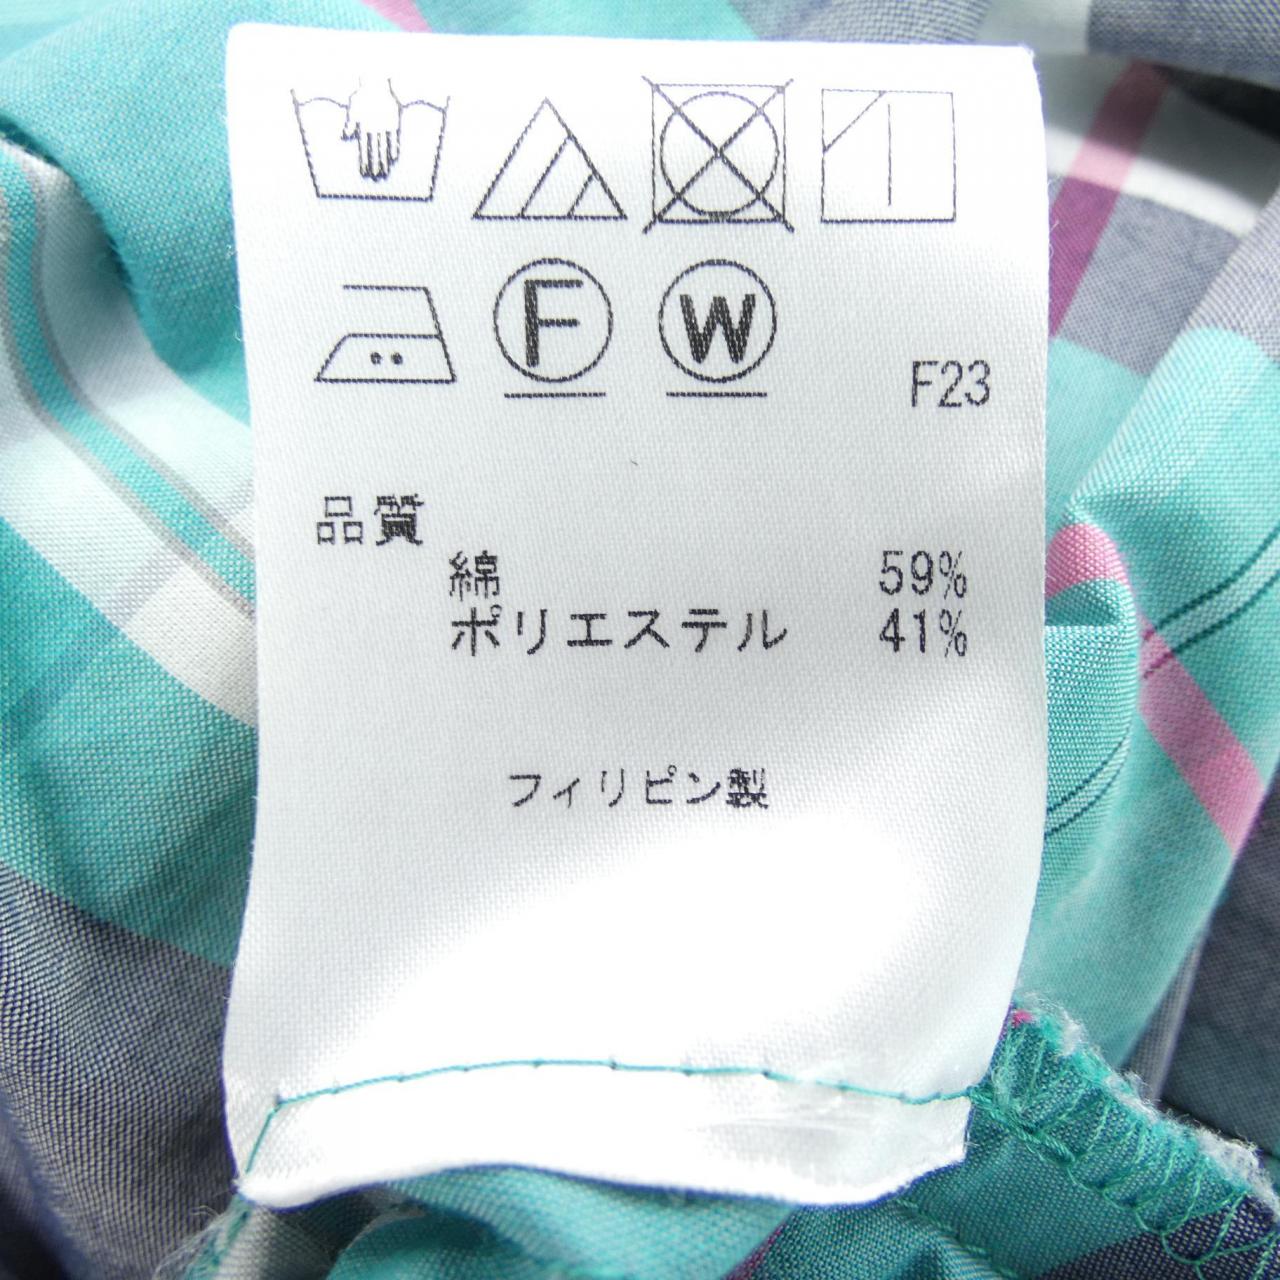 F W F23
品質
綿 59%
ポリエステル 41%
フィリピン製